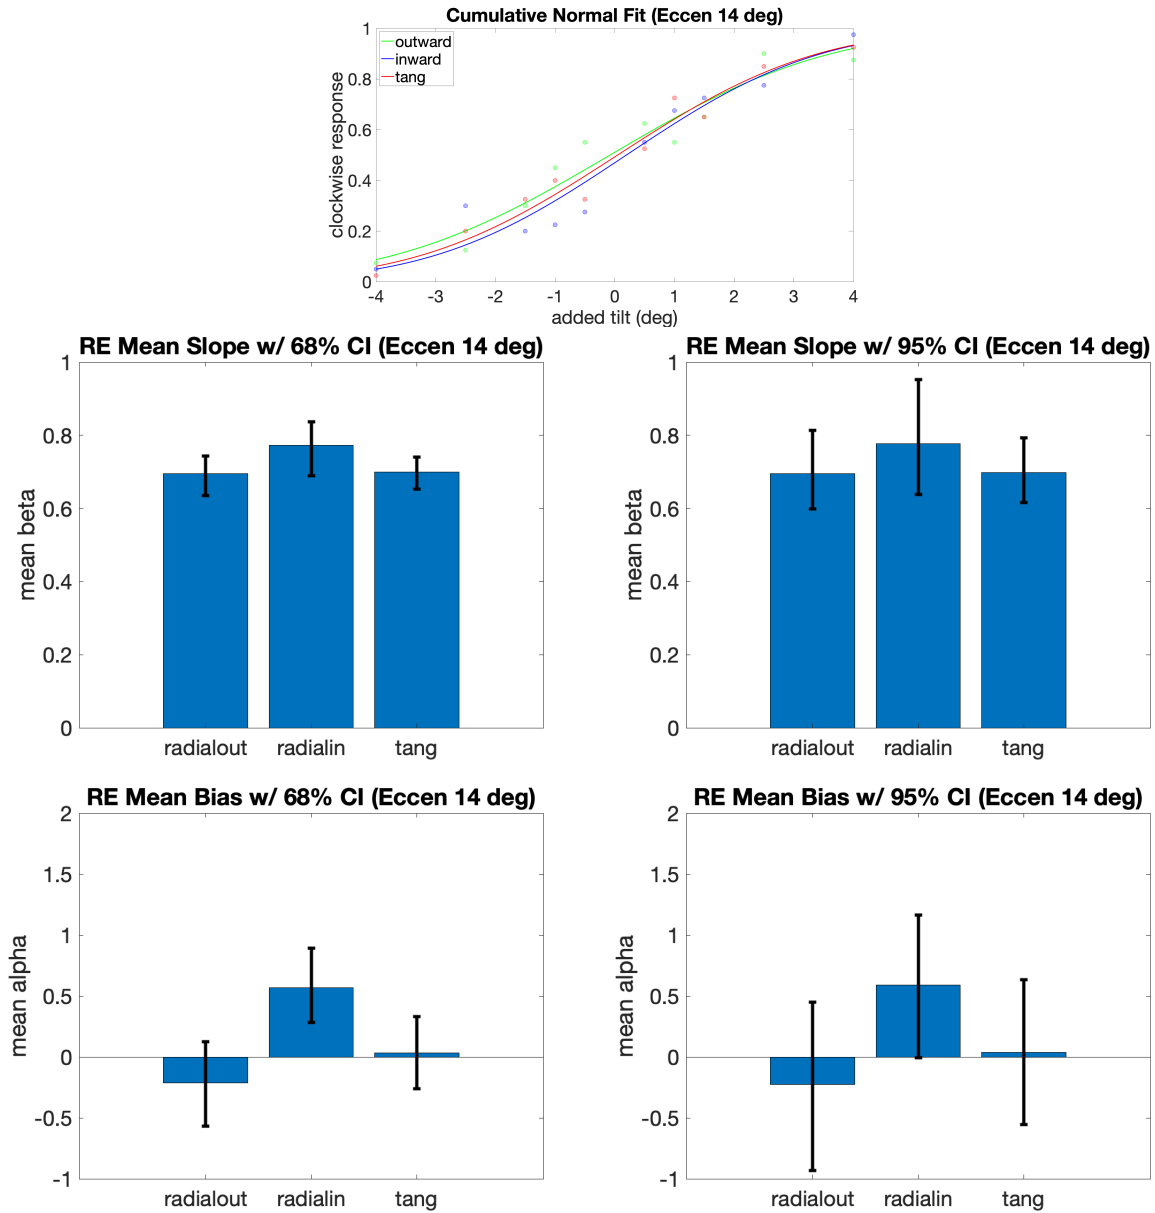 Cumulative Normal Fit (Eccen 14 deg)
clockwise response
1
0.8
0.6
0.4
0.2
0
outward
inward
tang
-4 -3 -2 -1 0 1 2 3 4
added tilt (deg)
RE Mean Slope w/ 68% CI (Eccen 14 deg)
mean beta
1
0.8
0.6
0.4
0.2
0
radialout radialin tang
RE Mean Slope w/ 95% CI (Eccen 14 deg)
mean beta
1
0.8
0.6
0.4
0.2
0
radialout radialin tang
RE Mean Bias w/ 68% CI (Eccen 14 deg)
mean alpha
2
1.5
1
0.5
0
-0.5
-1
radialout radialin tang
RE Mean Bias w/ 95% CI (Eccen 14 deg)
mean alpha
2
1.5
1
0.5
0
-0.5
-1
radialout radialin tang